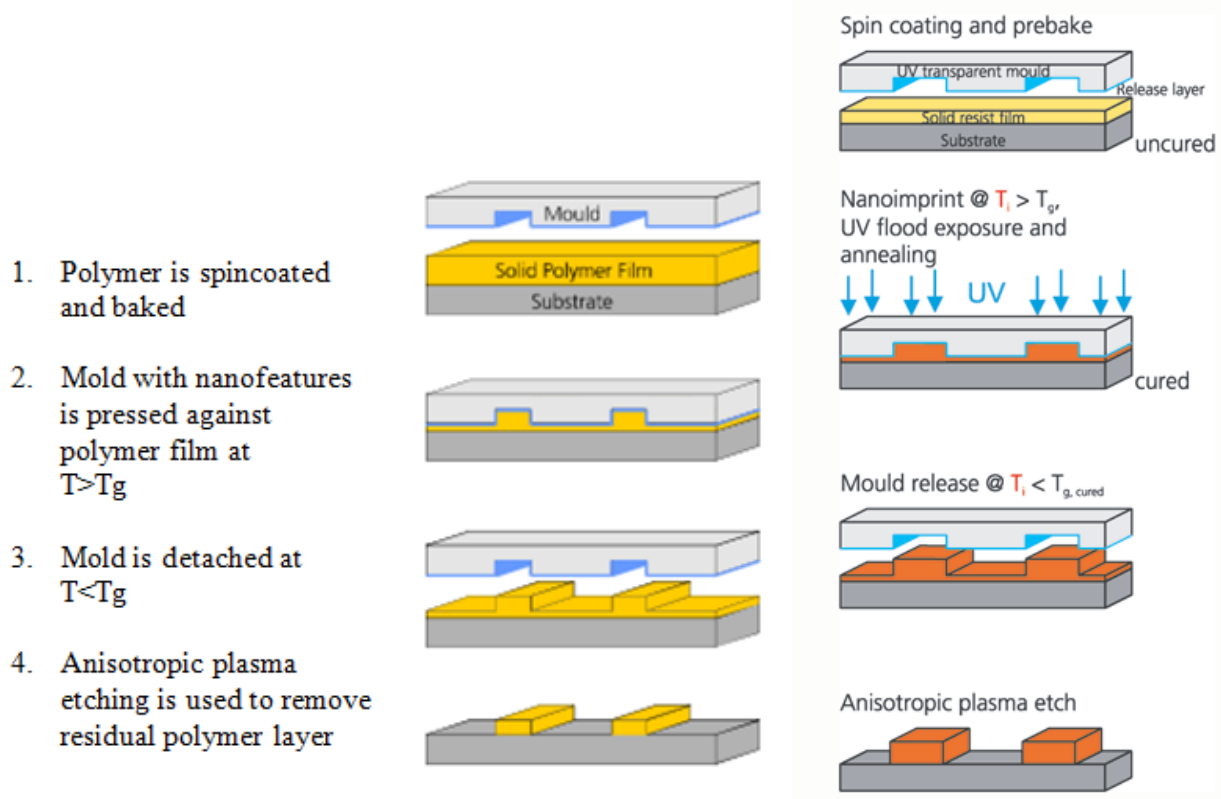 1. Polymer is spincoated
and baked
2. Mold with nanofeatures
is pressed against
polymer film at
T>Tg
3. Mold is detached at
T<Tg
4. Anisotropic plasma
etching is used to remove
residual polymer layer
Mould
Solid Polymer Film
Substrate
Spin coating and prebake
UV transparent mould
Release layer
Solid resist film
Substrate
uncured
Nanoimprint @ Ti > Tg,
UV flood exposure and
annealing
UV
cured
Mould release @ Ti < Tg, cured
Anisotropic plasma etch